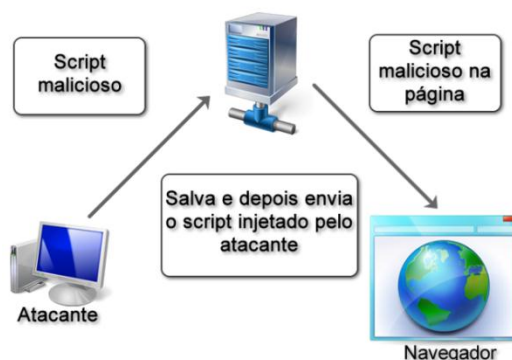 Script
malicioso
Script
malicioso na
página
Salva e depois envia
o script injetado pelo
atacante
Atacante
Navegador